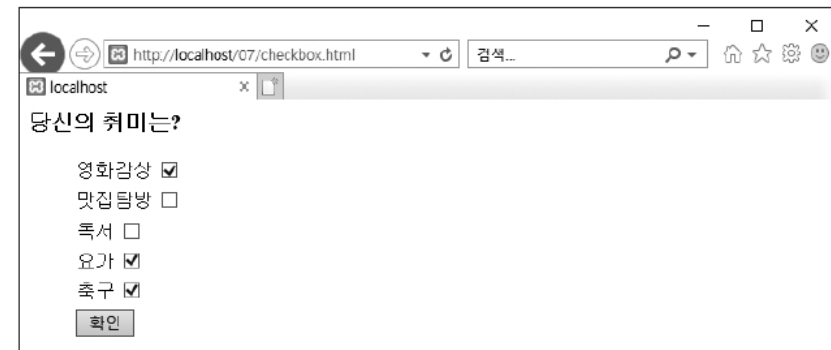 http://localhost/07/checkbox.html 검색...
localhost
당신의 취미는?
영화감상
맛집탐방
독서
요가
축구
확인